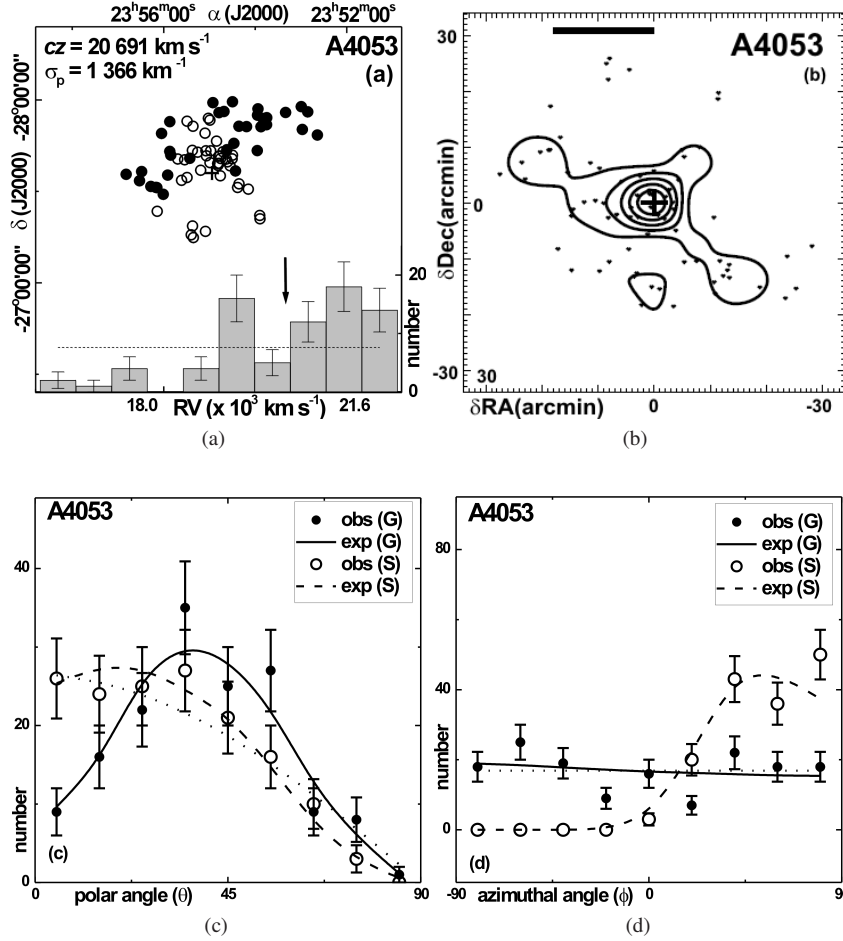 23h56m00s α (J2000) 23h52m00s
cz = 20 691 km s-1
A4053
σp = 1 366 km-1
(a)
-28°00'00"
δ (J2000)
-27°00'00"
20
number
0
18.0 RV (x 10³ km s-1) 21.6
(a)
30
A4053
(b)
0
δDec(arcmin)
-30
30
δRA(arcmin) 0 -30
(b)
A4053
obs (G)
exp (G)
obs (S)
exp (S)
40
20
number
(c)
0
0 polar angle (θ) 45 90
(c)
A4053
obs (G)
exp (G)
obs (S)
exp (S)
80
40
number
0
(d)
-90 azimuthal angle (ϕ) 0 9
(d)